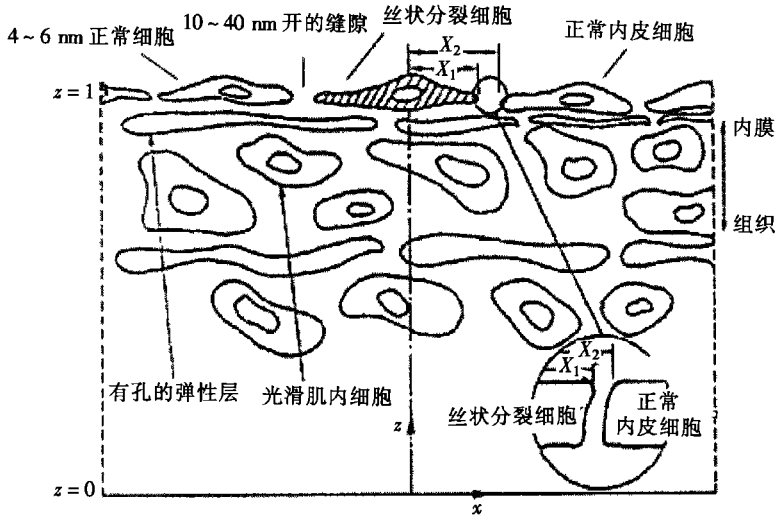 4~6 nm 正常细胞
10~40 nm 开的缝隙
丝状分裂细胞
正常内皮细胞
X₂
X₁
z=1
内膜
组织
有孔的弹性层
光滑肌内细胞
X₂
X₁
丝状分裂细胞
正常
内皮细胞
z
z=0
x